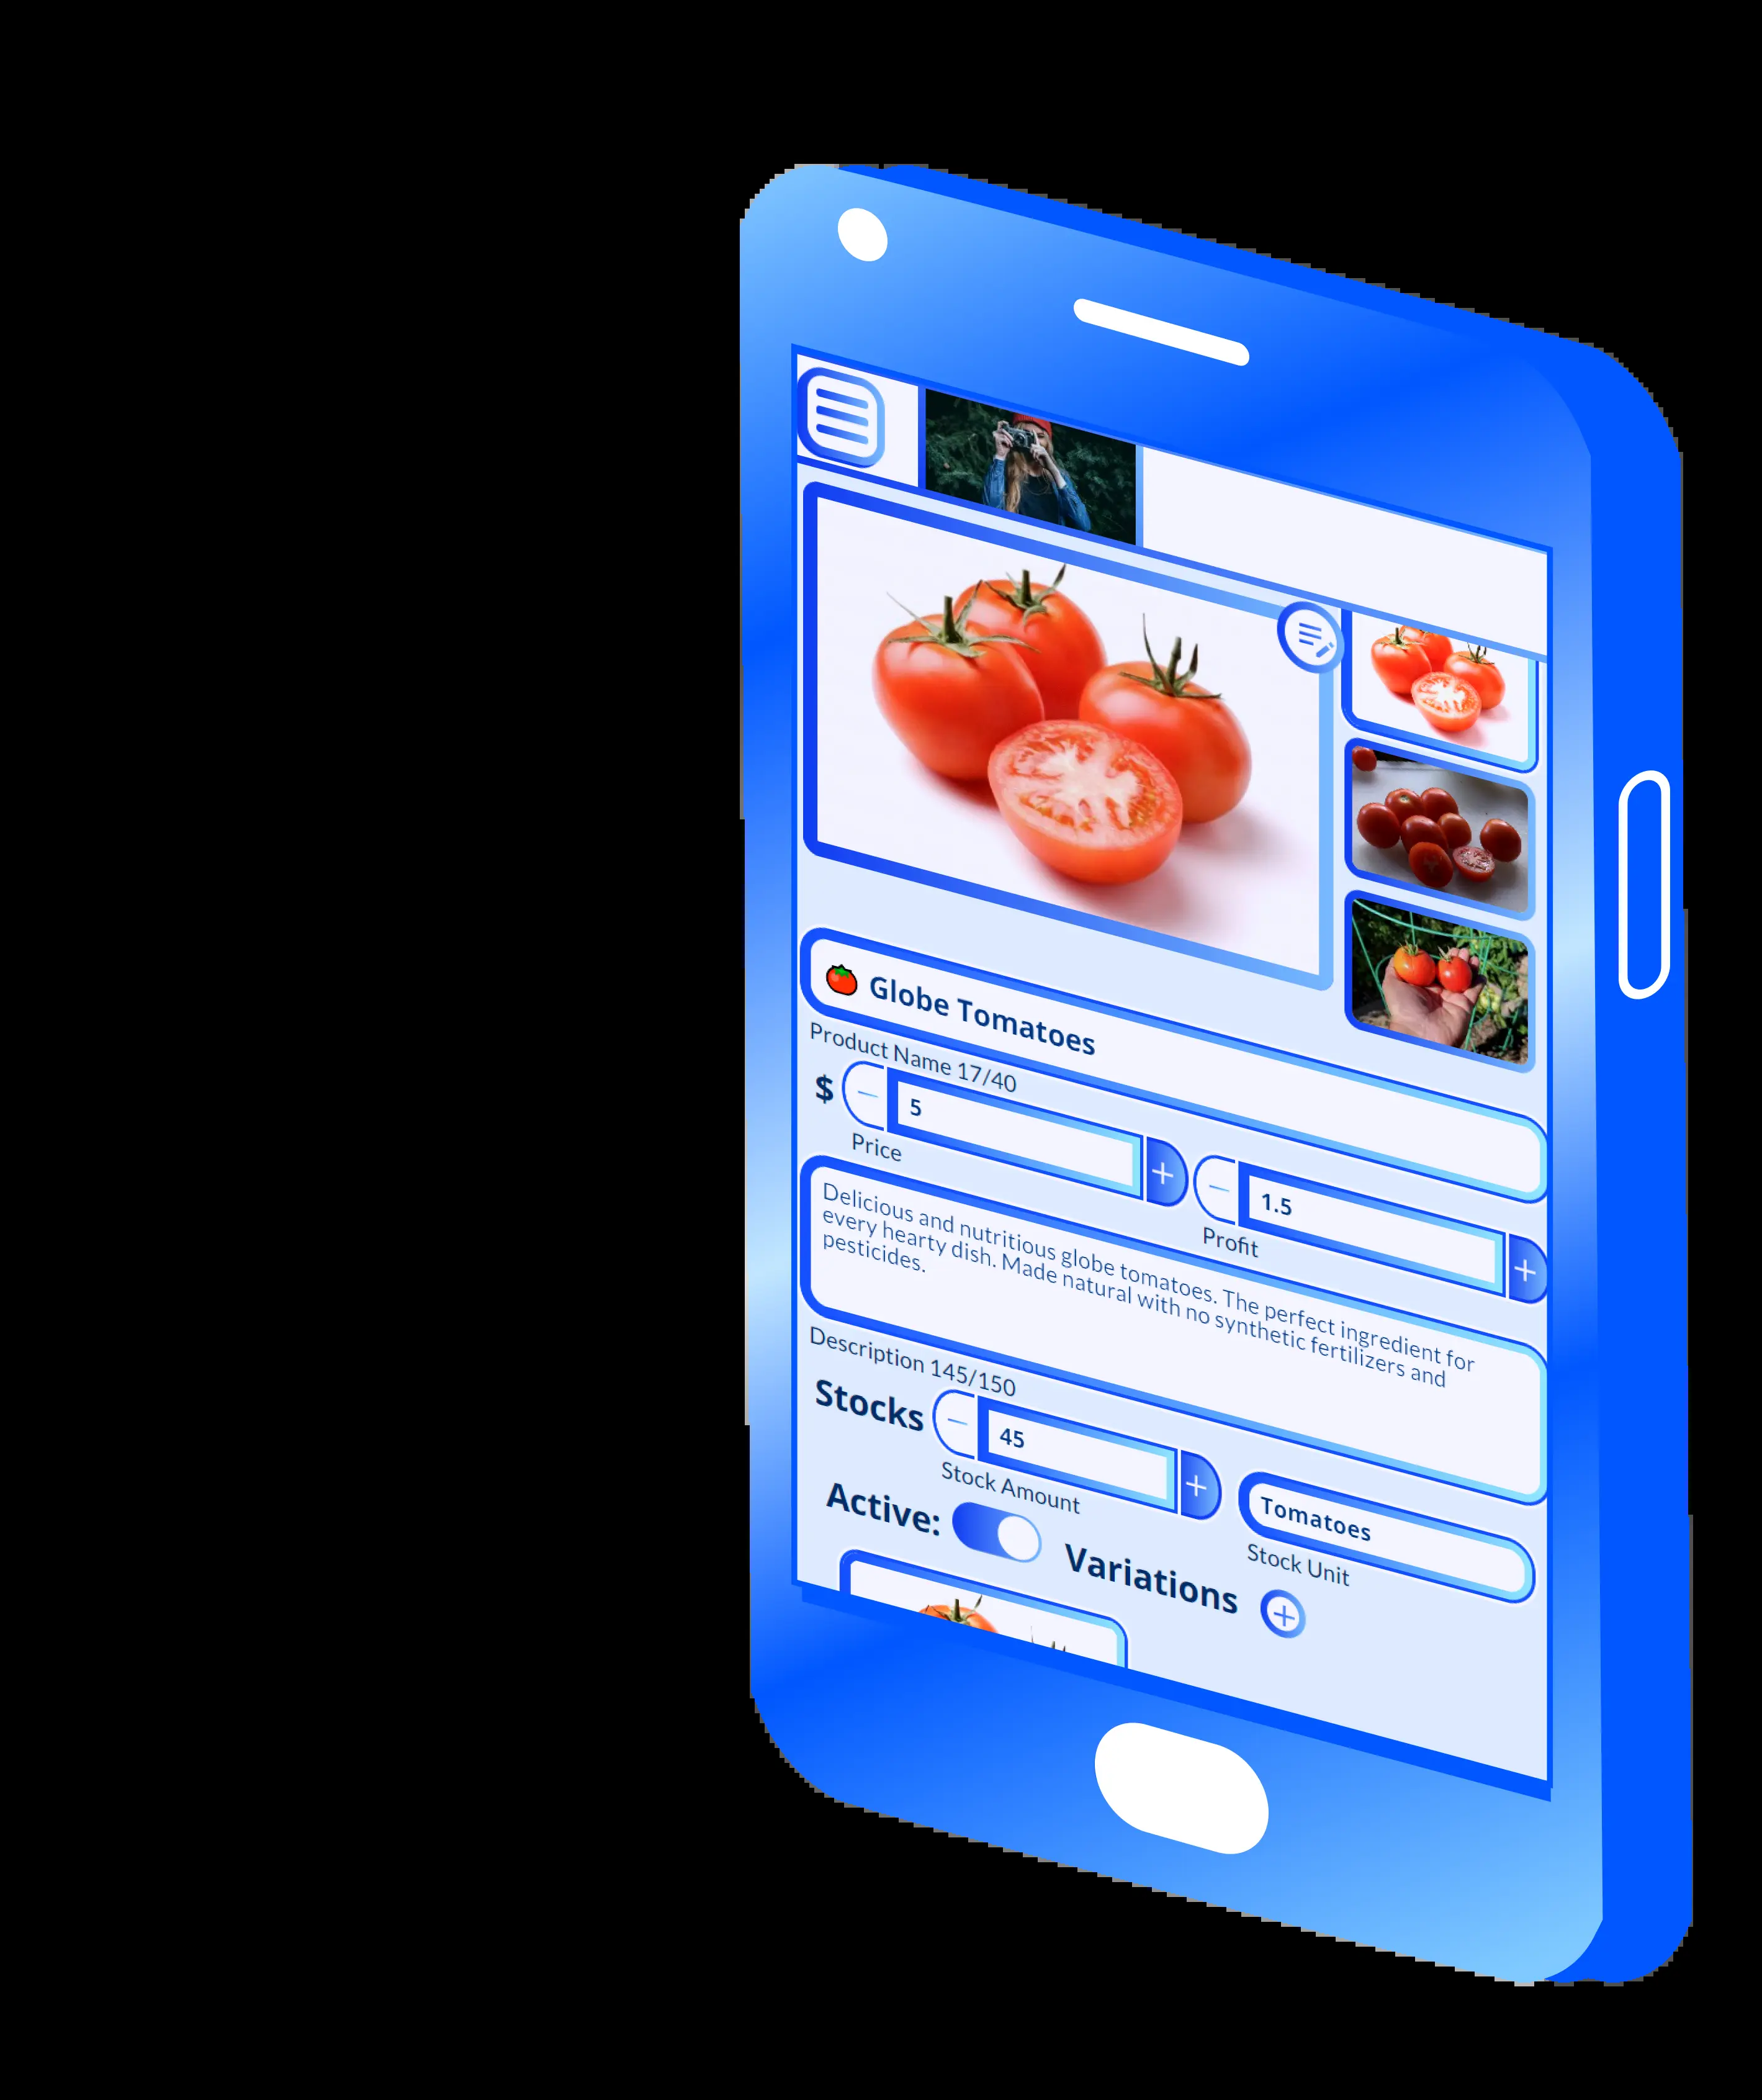 🍅 Globe Tomatoes
Product Name 17/40
$ 5
Price
1.5
Profit
Delicious and nutritious globe tomatoes. The perfect ingredient for
every hearty dish. Made natural with no synthetic fertilizers and
pesticides.
Description 145/150
Stocks 45
Stock Amount
Tomatoes
Stock Unit
Active:
Variations